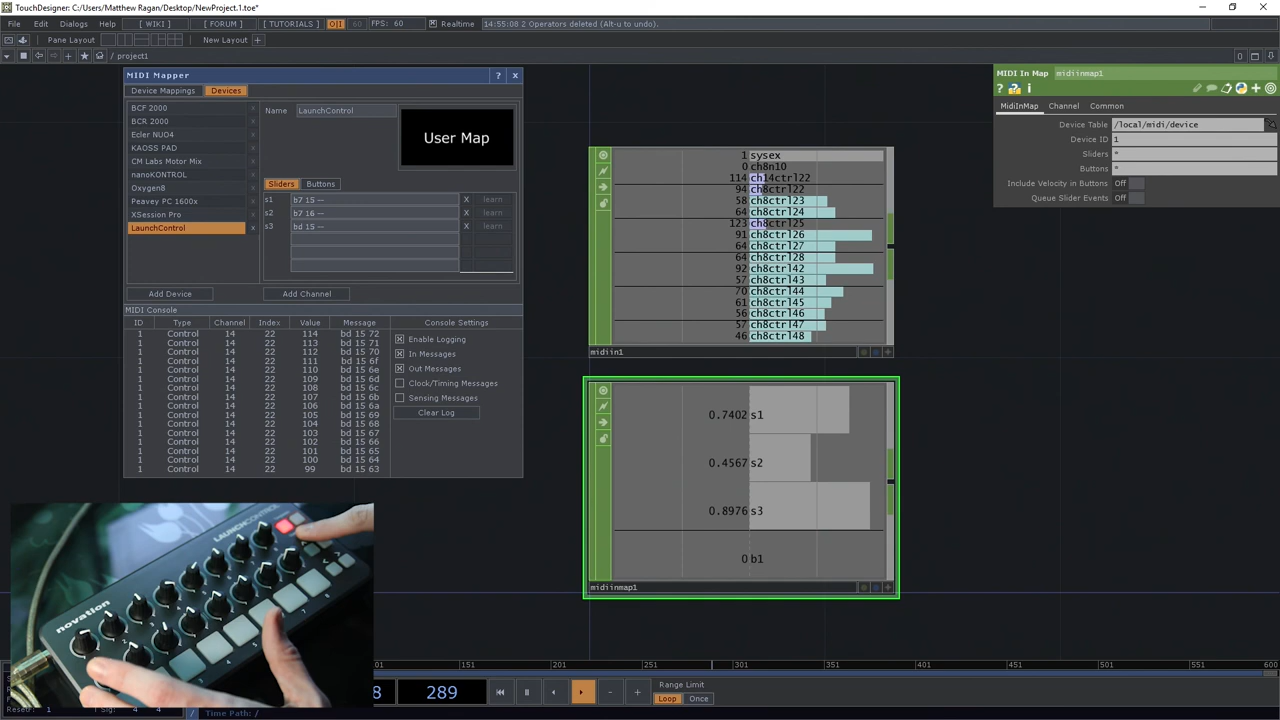 TouchDesigner: C:/Users/Matthew Ragan/Desktop/NewProject.1.toe*
File Edit Dialogs Help [ WIKI ] [ FORUM ] [ TUTORIALS ] O|I FPS: 60 Realtime 14:55:08 2 Operators deleted (Alt-u to undo).
Pane Layout New Layout +
/ project1 0
MIDI Mapper ? x
Device Mappings Devices
BCF 2000 x
BCR 2000 x
Ecler NUO4 x
KAOSS PAD x
CM Labs Motor Mix x
nanoKONTROL x
Oxygen8 x
Peavey PC 1600x x
XSession Pro x
LaunchControl x
Name LaunchControl
User Map
Sliders Buttons
s1 b7 15 -- X learn
s2 b7 16 -- X learn
s3 bd 15 -- X learn
Add Device Add Channel
MIDI Console
ID Type Channel Index Value Message
1 Control 14 22 114 bd 15 72
1 Control 14 22 113 bd 15 71
1 Control 14 22 112 bd 15 70
1 Control 14 22 111 bd 15 6f
1 Control 14 22 110 bd 15 6e
1 Control 14 22 109 bd 15 6d
1 Control 14 22 108 bd 15 6c
1 Control 14 22 107 bd 15 6b
1 Control 14 22 106 bd 15 6a
1 Control 14 22 105 bd 15 69
1 Control 14 22 104 bd 15 68
1 Control 14 22 103 bd 15 67
1 Control 14 22 102 bd 15 66
1 Control 14 22 101 bd 15 65
1 Control 14 22 100 bd 15 64
1 Control 14 22 99 bd 15 63
Console Settings
Enable Logging
In Messages
Out Messages
Clock/Timing Messages
Sensing Messages
Clear Log
1 sysex
0 ch8n10
114 ch14ctrl22
94 ch8ctrl22
58 ch8ctrl23
64 ch8ctrl24
123 ch8ctrl25
91 ch8ctrl26
64 ch8ctrl27
64 ch8ctrl28
92 ch8ctrl42
57 ch8ctrl43
70 ch8ctrl44
61 ch8ctrl45
56 ch8ctrl46
57 ch8ctrl47
46 ch8ctrl48
midiin1
0.7402 s1
0.4567 s2
0.8976 s3
0 b1
midiinmap1
MIDI In Map midiinmap1
? i
MidiInMap Channel Common
Device Table /local/midi/device
Device ID 1
Sliders *
Buttons *
Include Velocity in Buttons Off
Queue Slider Events Off
novation
LAUNCHCONTROL
101 151 201 251 301 351 401 451 501 551 600
8 289 - + Range Limit
Loop Once
1 T Sig: 4 4 / Time Path: /